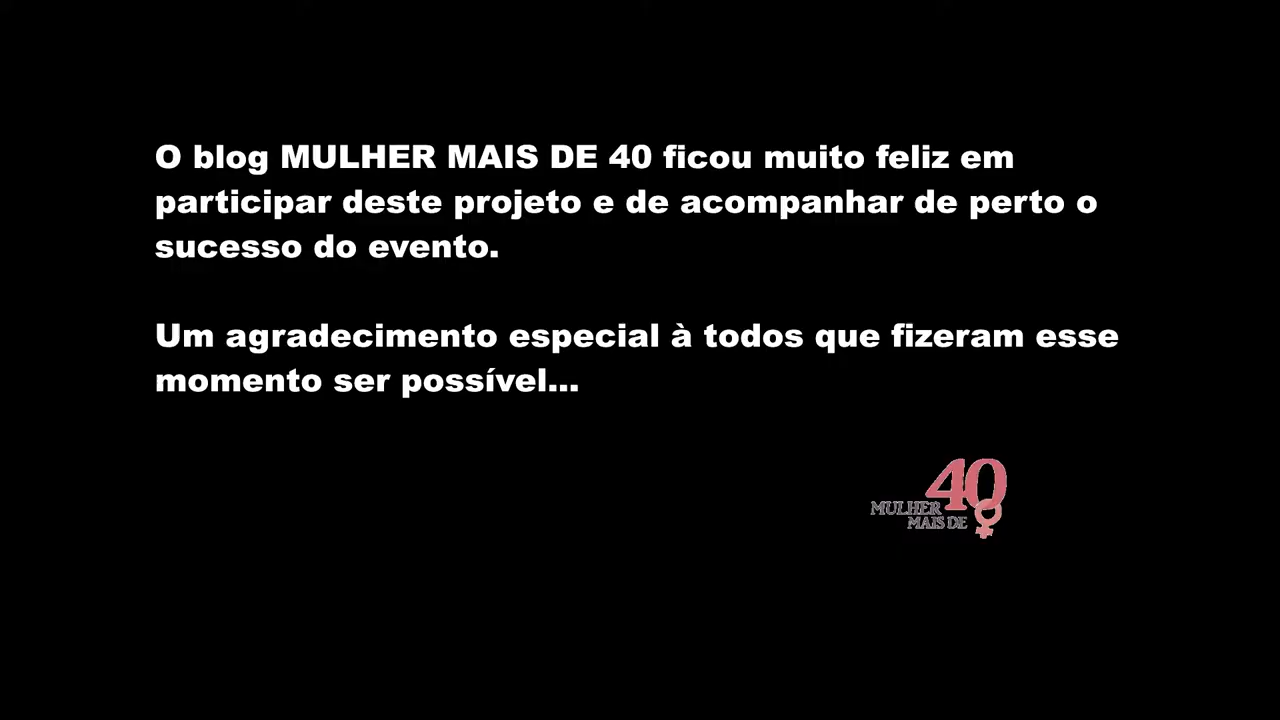 O blog MULHER MAIS DE 40 ficou muito feliz em
participar deste projeto e de acompanhar de perto o
sucesso do evento.
Um agradecimento especial à todos que fizeram esse
momento ser possível...
40
MULHER
MAIS DE